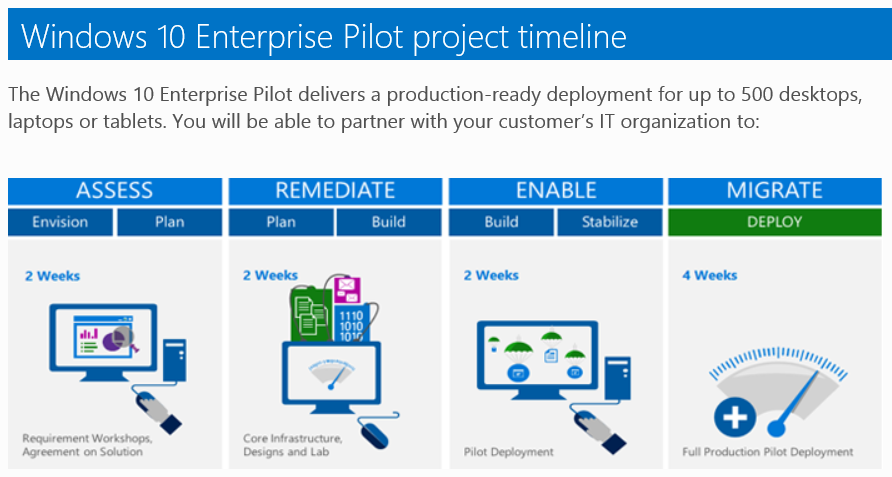 Windows 10 Enterprise Pilot project timeline
The Windows 10 Enterprise Pilot delivers a production-ready deployment for up to 500 desktops,
laptops or tablets. You will be able to partner with your customer’s IT organization to:
ASSESS
Envision
Plan
2 Weeks
Requirement Workshops,
Agreement on Solution
REMEDIATE
Plan
Build
2 Weeks
1110
1010
1010
Core Infrastructure,
Designs and Lab
ENABLE
Build
Stabilize
2 Weeks
Pilot Deployment
MIGRATE
DEPLOY
4 Weeks
Full Production Pilot Deployment